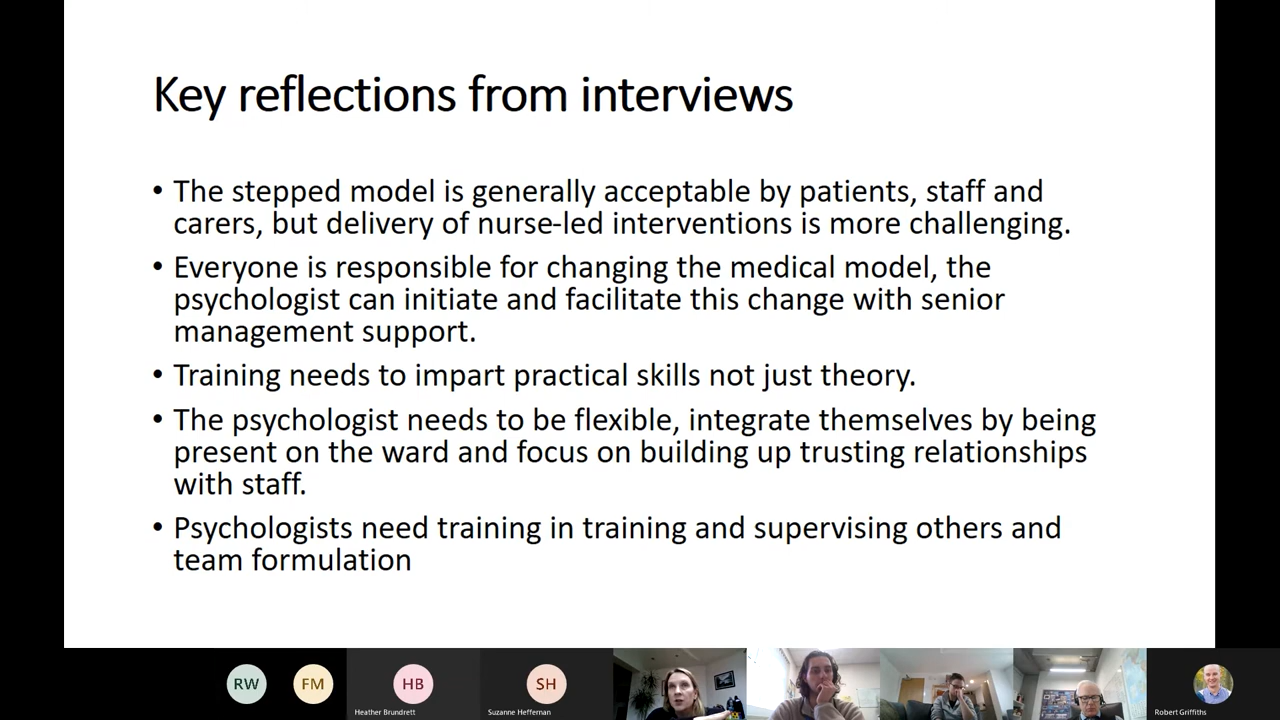 Key reflections from interviews
• The stepped model is generally acceptable by patients, staff and
carers, but delivery of nurse-led interventions is more challenging.
• Everyone is responsible for changing the medical model, the
psychologist can initiate and facilitate this change with senior
management support.
• Training needs to impart practical skills not just theory.
• The psychologist needs to be flexible, integrate themselves by being
present on the ward and focus on building up trusting relationships
with staff.
• Psychologists need training in training and supervising others and
team formulation
RW
FM
HB
SH
Heather Brundrett
Suzanne Heffernan
Robert Griffiths